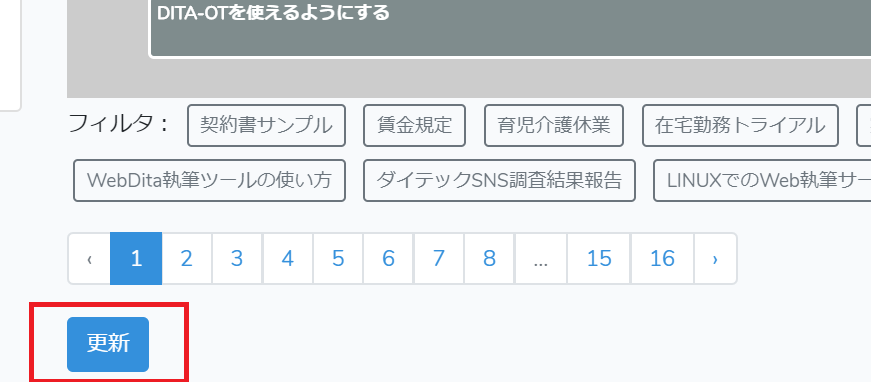 DITA-OTを使えるようにする
フィルタ： 契約書サンプル 賃金規定 育児介護休業 在宅勤務トライアル
WebDita執筆ツールの使い方 ダイテックSNS調査結果報告 LINUXでのWeb執筆サー
‹ 1 2 3 4 5 6 7 8 ... 15 16 ›
更新